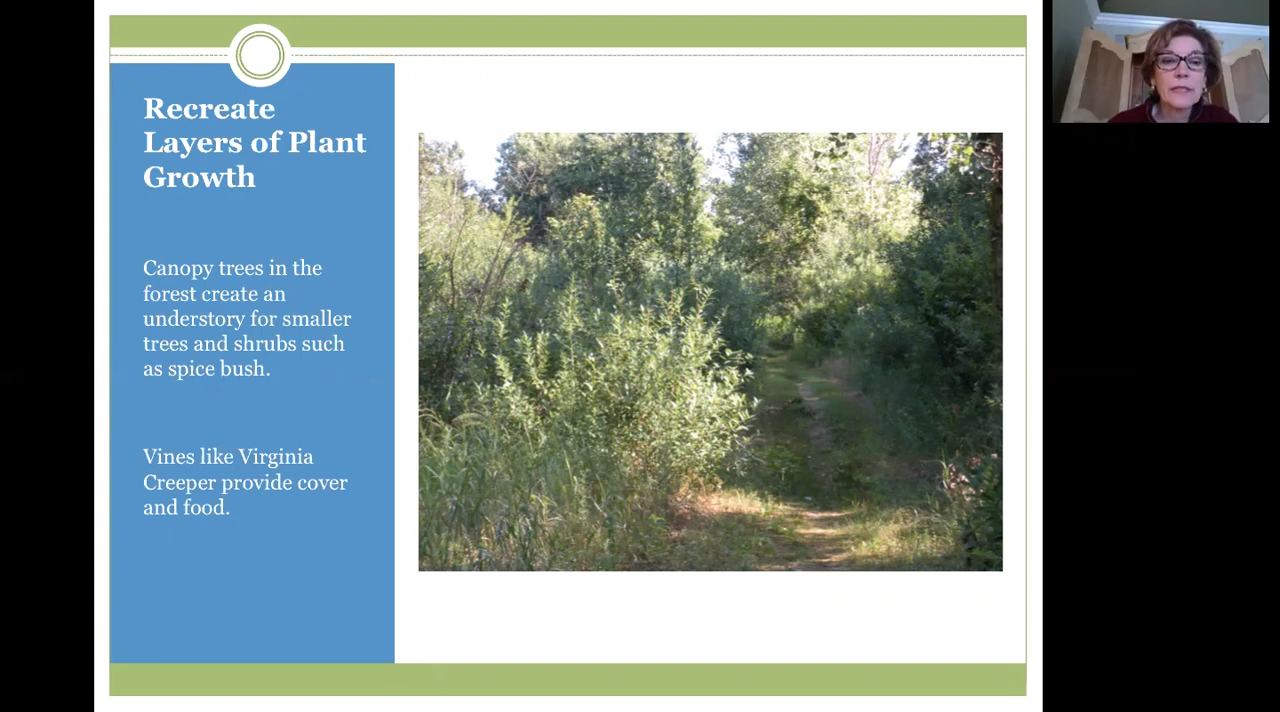 Recreate
Layers of Plant
Growth
Canopy trees in the
forest create an
understory for smaller
trees and shrubs such
as spice bush.
Vines like Virginia
Creeper provide cover
and food.